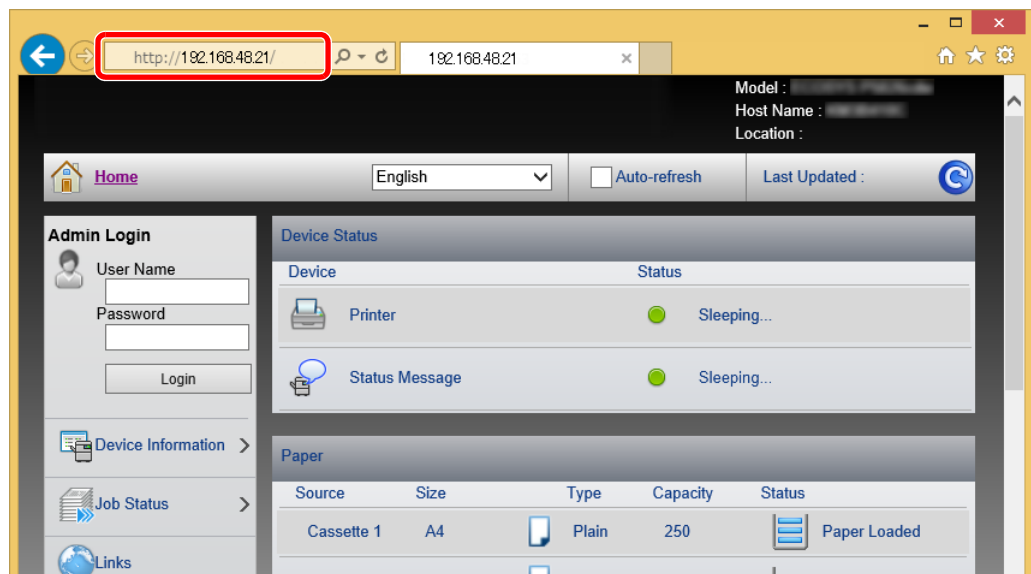 http://192.168.48.21/
192.168.48.21
Model :
Host Name :
Location :
Home
English
Auto-refresh
Last Updated :
Admin Login
User Name
Password
Login
Device Information
Job Status
Links
Device Status
Device Status
Printer Sleeping...
Status Message Sleeping...
Paper
Source Size Type Capacity Status
Cassette 1 A4 Plain 250 Paper Loaded